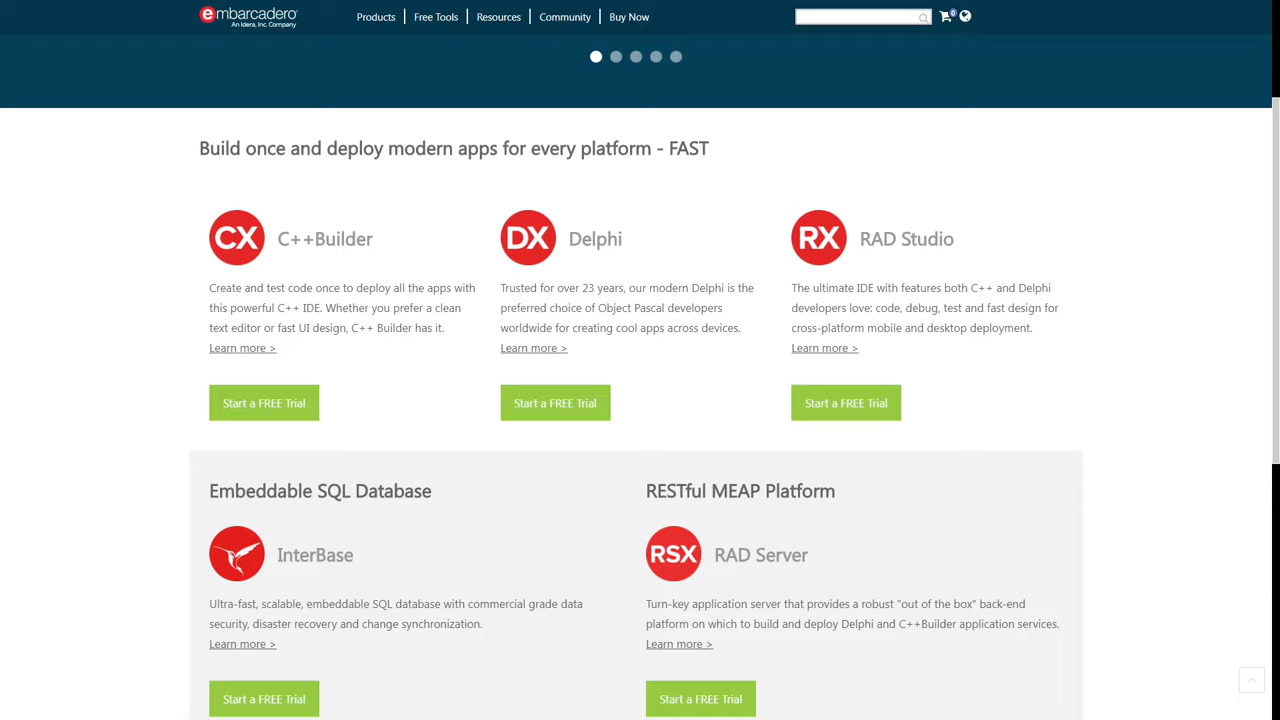 embarcadero
An Idera, Inc. Company
Products
Free Tools
Resources
Community
Buy Now
0
Build once and deploy modern apps for every platform - FAST
CX
C++Builder
DX
Delphi
RX
RAD Studio
Create and test code once to deploy all the apps with
this powerful C++ IDE. Whether you prefer a clean
text editor or fast UI design, C++ Builder has it.
Learn more >
Trusted for over 23 years, our modern Delphi is the
preferred choice of Object Pascal developers
worldwide for creating cool apps across devices.
Learn more >
The ultimate IDE with features both C++ and Delphi
developers love: code, debug, test and fast design for
cross-platform mobile and desktop deployment.
Learn more >
Start a FREE Trial
Start a FREE Trial
Start a FREE Trial
Embeddable SQL Database
InterBase
Ultra-fast, scalable, embeddable SQL database with commercial grade data
security, disaster recovery and change synchronization.
Learn more >
Start a FREE Trial
RESTful MEAP Platform
RSX
RAD Server
Turn-key application server that provides a robust "out of the box" back-end
platform on which to build and deploy Delphi and C++Builder application services.
Learn more >
Start a FREE Trial